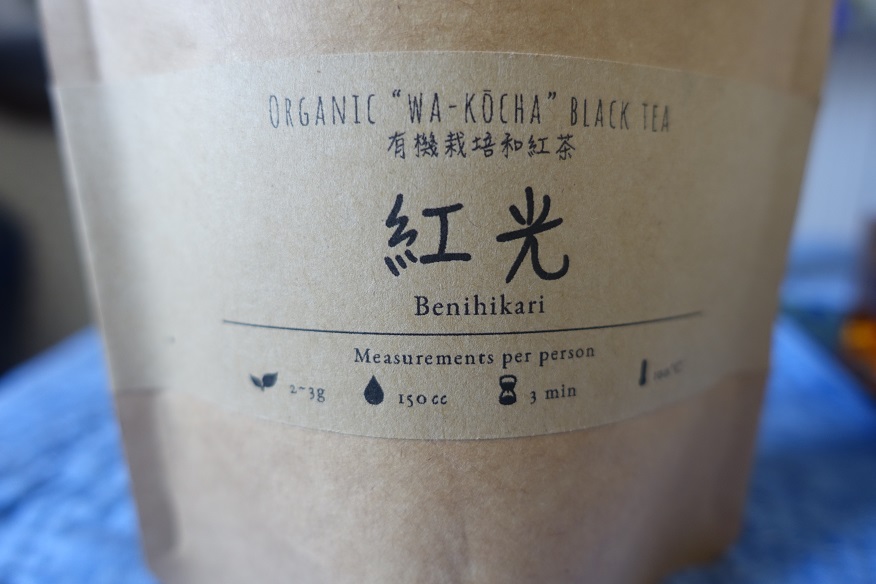 ORGANIC “WA-KŌCHA” BLACK TEA
有機栽培和紅茶
紅光
Benihikari
Measurements per person
2~3g 150cc 3 min